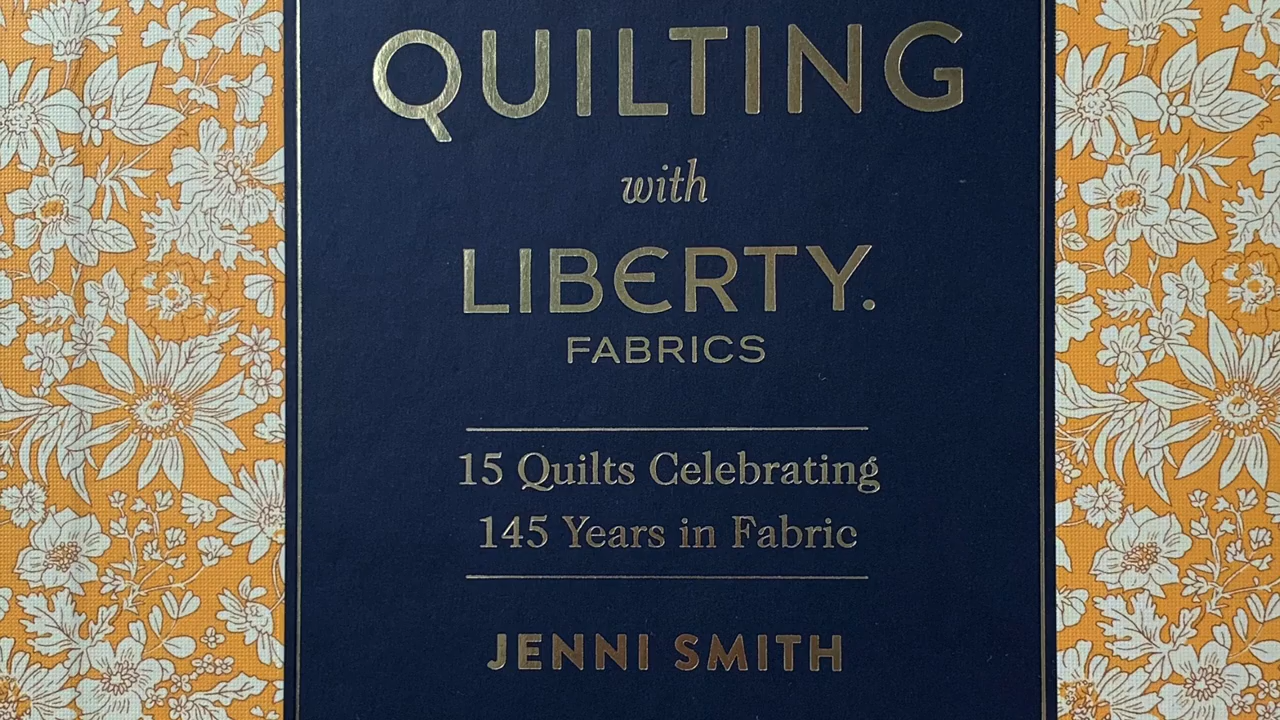 QUILTING
with
LIBERTY.
FABRICS
15 Quilts Celebrating
145 Years in Fabric
JENNI SMITH